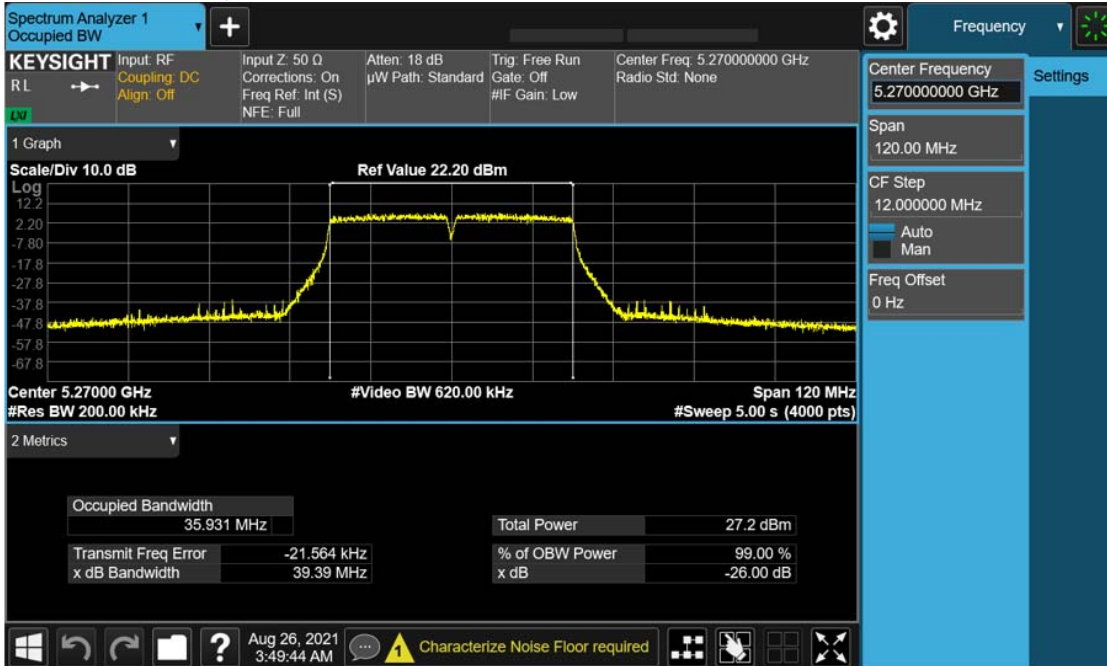 Spectrum Analyzer 1
Occupied BW
Frequency
KEYSIGHT
R L
LXI
Input: RF
Coupling: DC
Align: Off
Input Z: 50 Ω
Corrections: On
Freq Ref: Int (S)
NFE: Full
Atten: 18 dB
µW Path: Standard
Trig: Free Run
Gate: Off
#IF Gain: Low
Center Freq: 5.270000000 GHz
Radio Std: None
Center Frequency
5.270000000 GHz
Settings
Span
120.00 MHz
CF Step
12.000000 MHz
Auto
Man
Freq Offset
0 Hz
1 Graph
Scale/Div 10.0 dB
Ref Value 22.20 dBm
Log
12.2
2.20
-7.80
-17.8
-27.8
-37.8
-47.8
-57.8
-67.8
Center 5.27000 GHz
#Video BW 620.00 kHz
Span 120 MHz
#Res BW 200.00 kHz
#Sweep 5.00 s (4000 pts)
2 Metrics
Occupied Bandwidth
35.931 MHz
Total Power 27.2 dBm
Transmit Freq Error -21.564 kHz
% of OBW Power 99.00 %
x dB Bandwidth 39.39 MHz
x dB -26.00 dB
?
Aug 26, 2021
3:49:44 AM
Characterize Noise Floor required